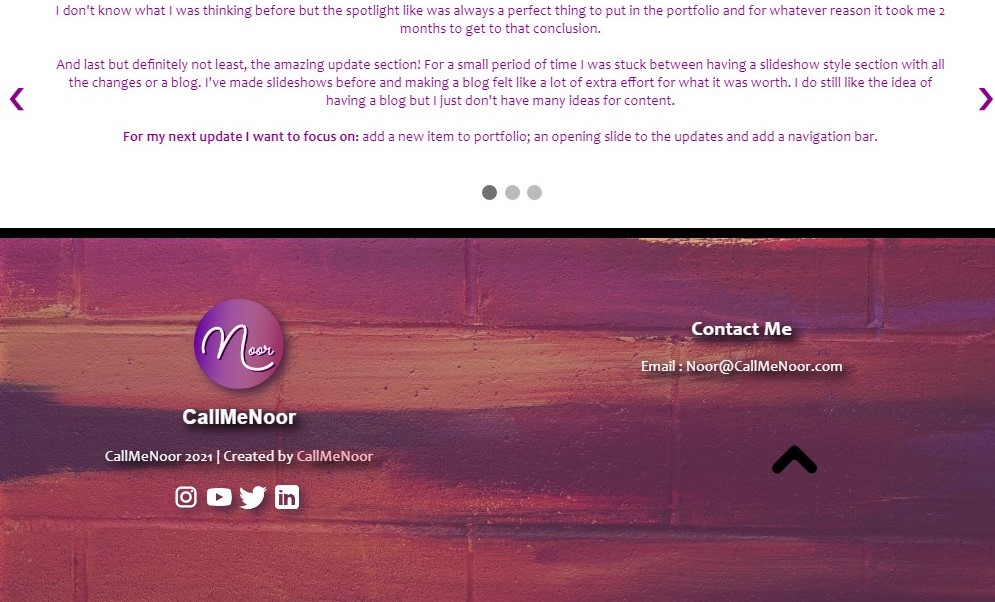 I don't know what I was thinking before but the spotlight like was always a perfect thing to put in the portfolio and for whatever reason it took me 2
months to get to that conclusion.
And last but definitely not least, the amazing update section! For a small period of time I was stuck between having a slideshow style section with all
the changes or a blog. I've made slideshows before and making a blog felt like a lot of extra effort for what it was worth. I do still like the idea of
having a blog but I just don't have many ideas for content.
For my next update I want to focus on: add a new item to portfolio; an opening slide to the updates and add a navigation bar.
Noor
CallMeNoor
CallMeNoor 2021 | Created by CallMeNoor
in
Contact Me
Email : Noor@CallMeNoor.com